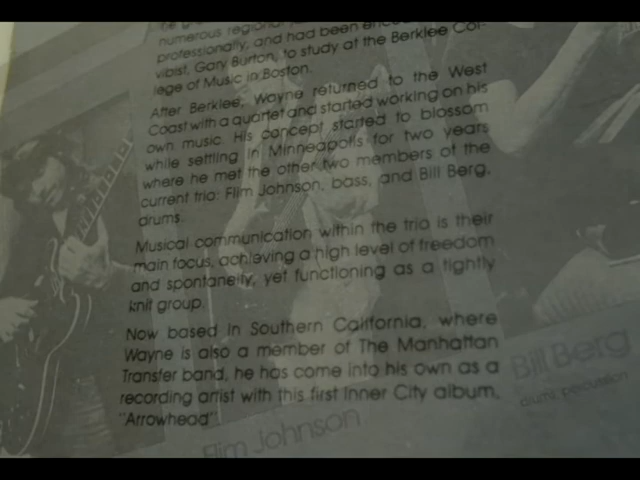 numerous regional
professionally, and had been
vibist, Gary Burton, to study at the Berklee Col-
lege of Music in Boston.
After Berklee, Wayne returned to the West
Coast with a quartet and started working on his
own music. His concept started to blossom
while settling in Minneapolis for two years
where he met the other two members of the
current trio: Flim Johnson, bass, and Bill Berg,
drums.
Musical communication within the trio is their
main focus, achieving a high level of freedom
and spontaneity, yet functioning as a tightly
knit group.
Now based in Southern California, where
Wayne is also a member of The Manhattan
Transfer band, he has come into his own as a
recording artist with this first Inner City album,
"Arrowhead"
Bill Berg
drums, percussion
Flim Johnson